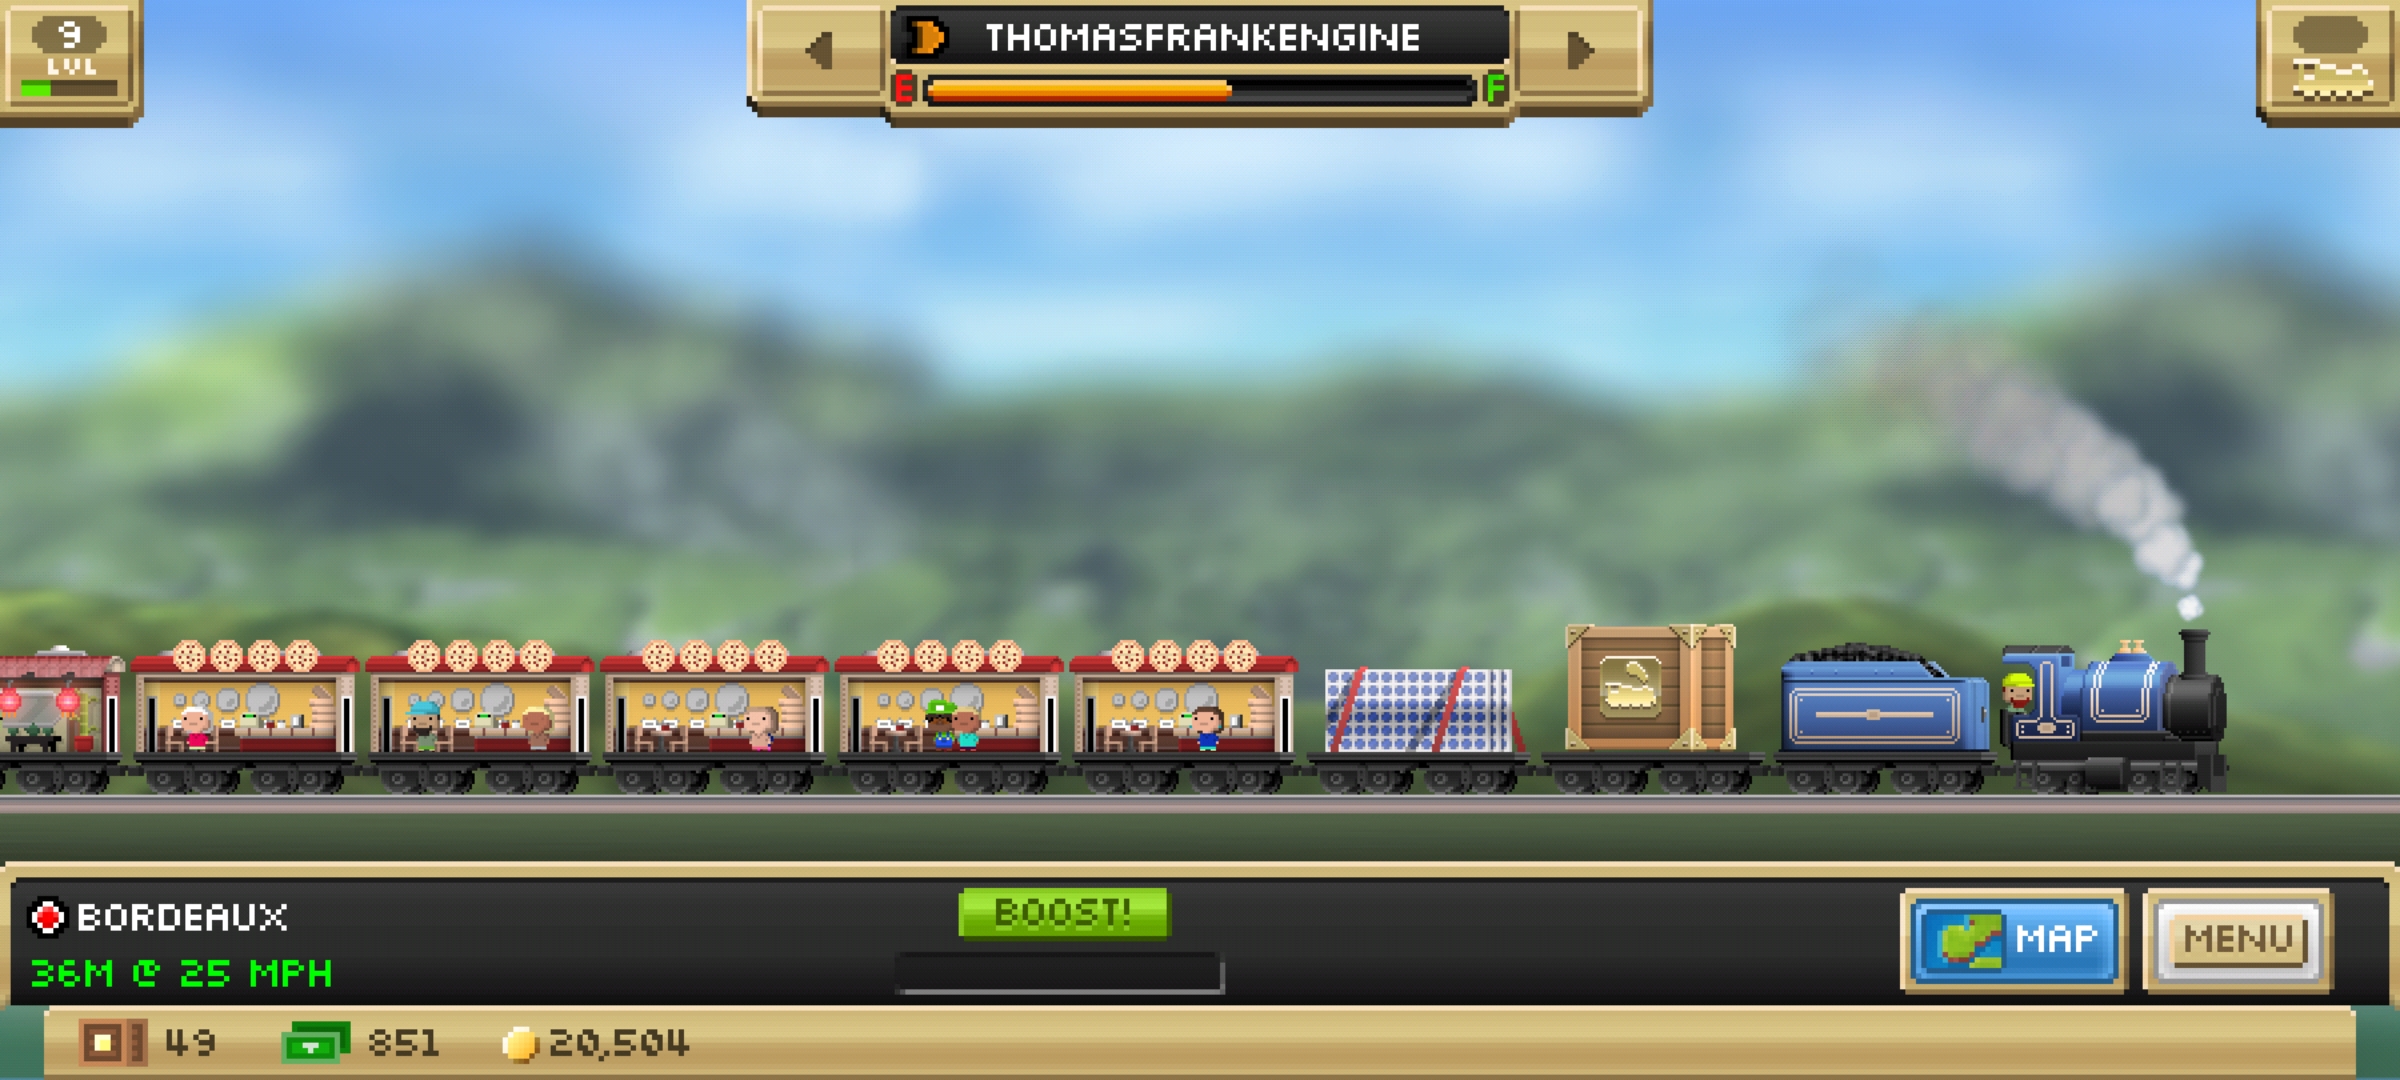 9
LVL
THOMASFRANKENGINE
E F
BORDEAUX
36M @ 25 MPH
BOOST!
MAP
MENU
49
851
20,504